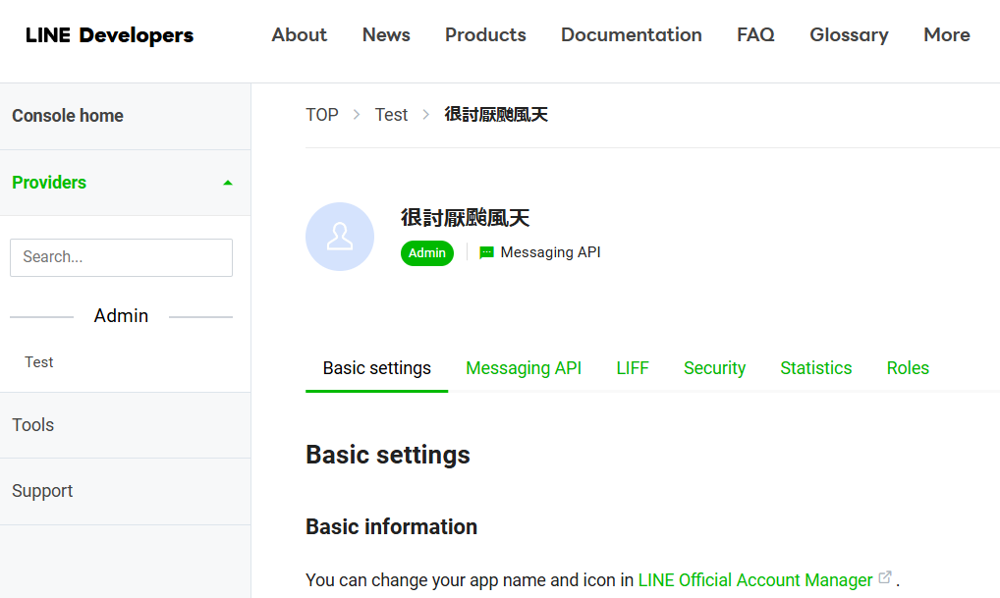 LINE Developers About News Products Documentation FAQ Glossary More
Console home
Providers
Search...
Admin
Test
Tools
Support
TOP > Test > 很討厭颱風天
很討厭颱風天
Admin Messaging API
Basic settings Messaging API LIFF Security Statistics Roles
Basic settings
Basic information
You can change your app name and icon in LINE Official Account Manager .